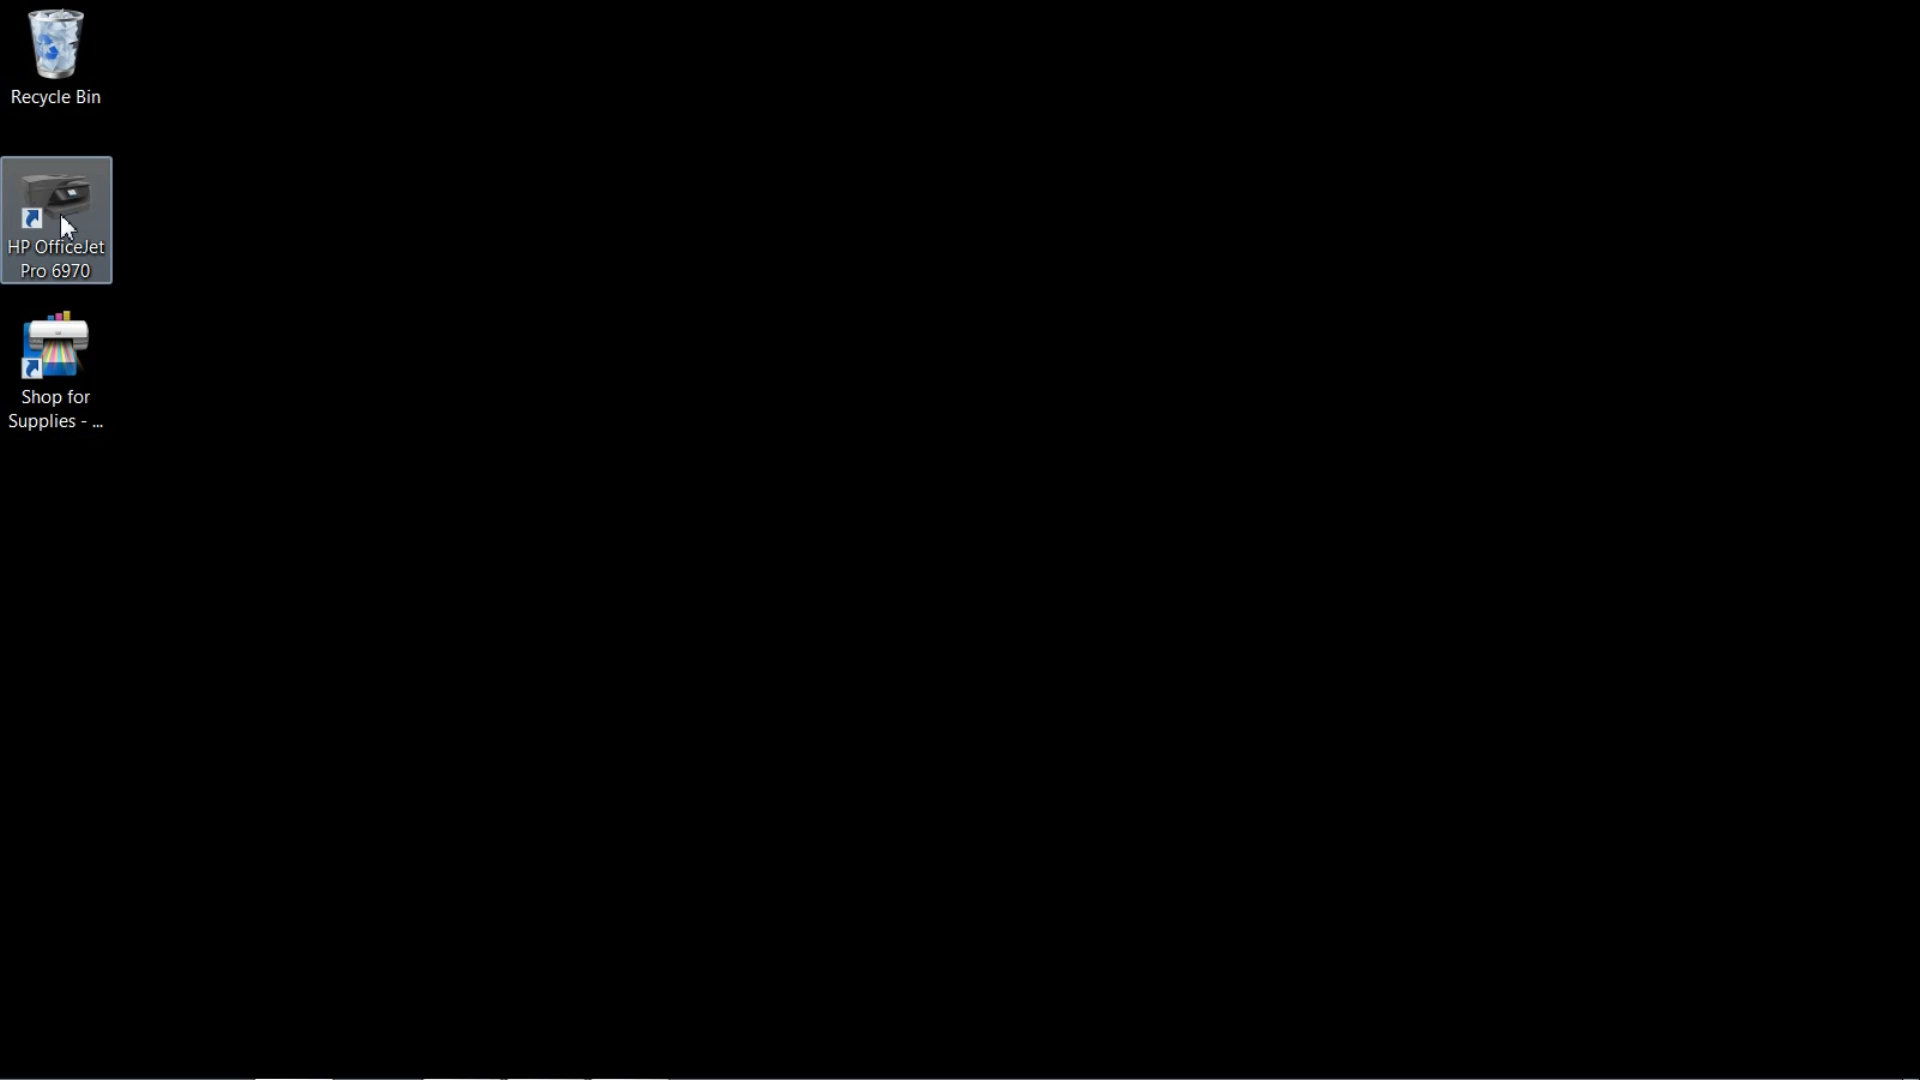 Recycle Bin
HP OfficeJet
Pro 6970
Shop for
Supplies - ...